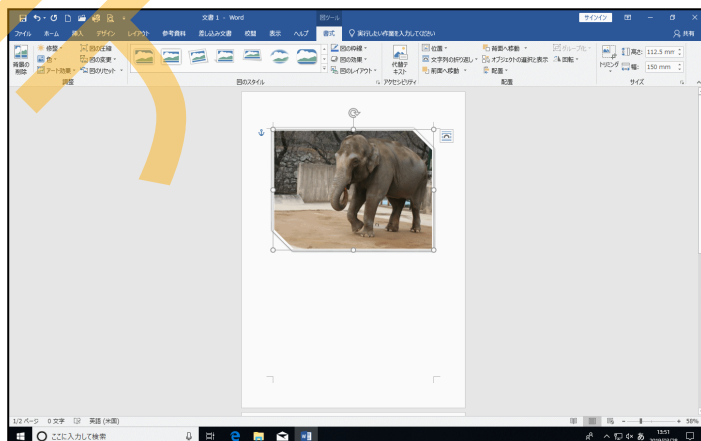 文書 1 - Word
図ツール
サインイン
ファイル ホーム 挿入 デザイン レイアウト 参考資料 差し込み文書 校閲 表示 ヘルプ 書式 実行したい作業を入力してください 共有
背景の
削除
修整
色
アート効果
図の圧縮
図の変更
図のリセット
調整
図のスタイル
図の枠線
図の効果
図のレイアウト
代替テ
キスト
アクセシビリティ
位置
文字列の折り返し
前面へ移動
背面へ移動
オブジェクトの選択と表示
配置
グループ化
回転
配置
トリミング
高さ: 112.5 mm
幅: 150 mm
サイズ
1/2 ページ 0 文字 英語 (米国)
58%
ここに入力して検索
あ
13:51